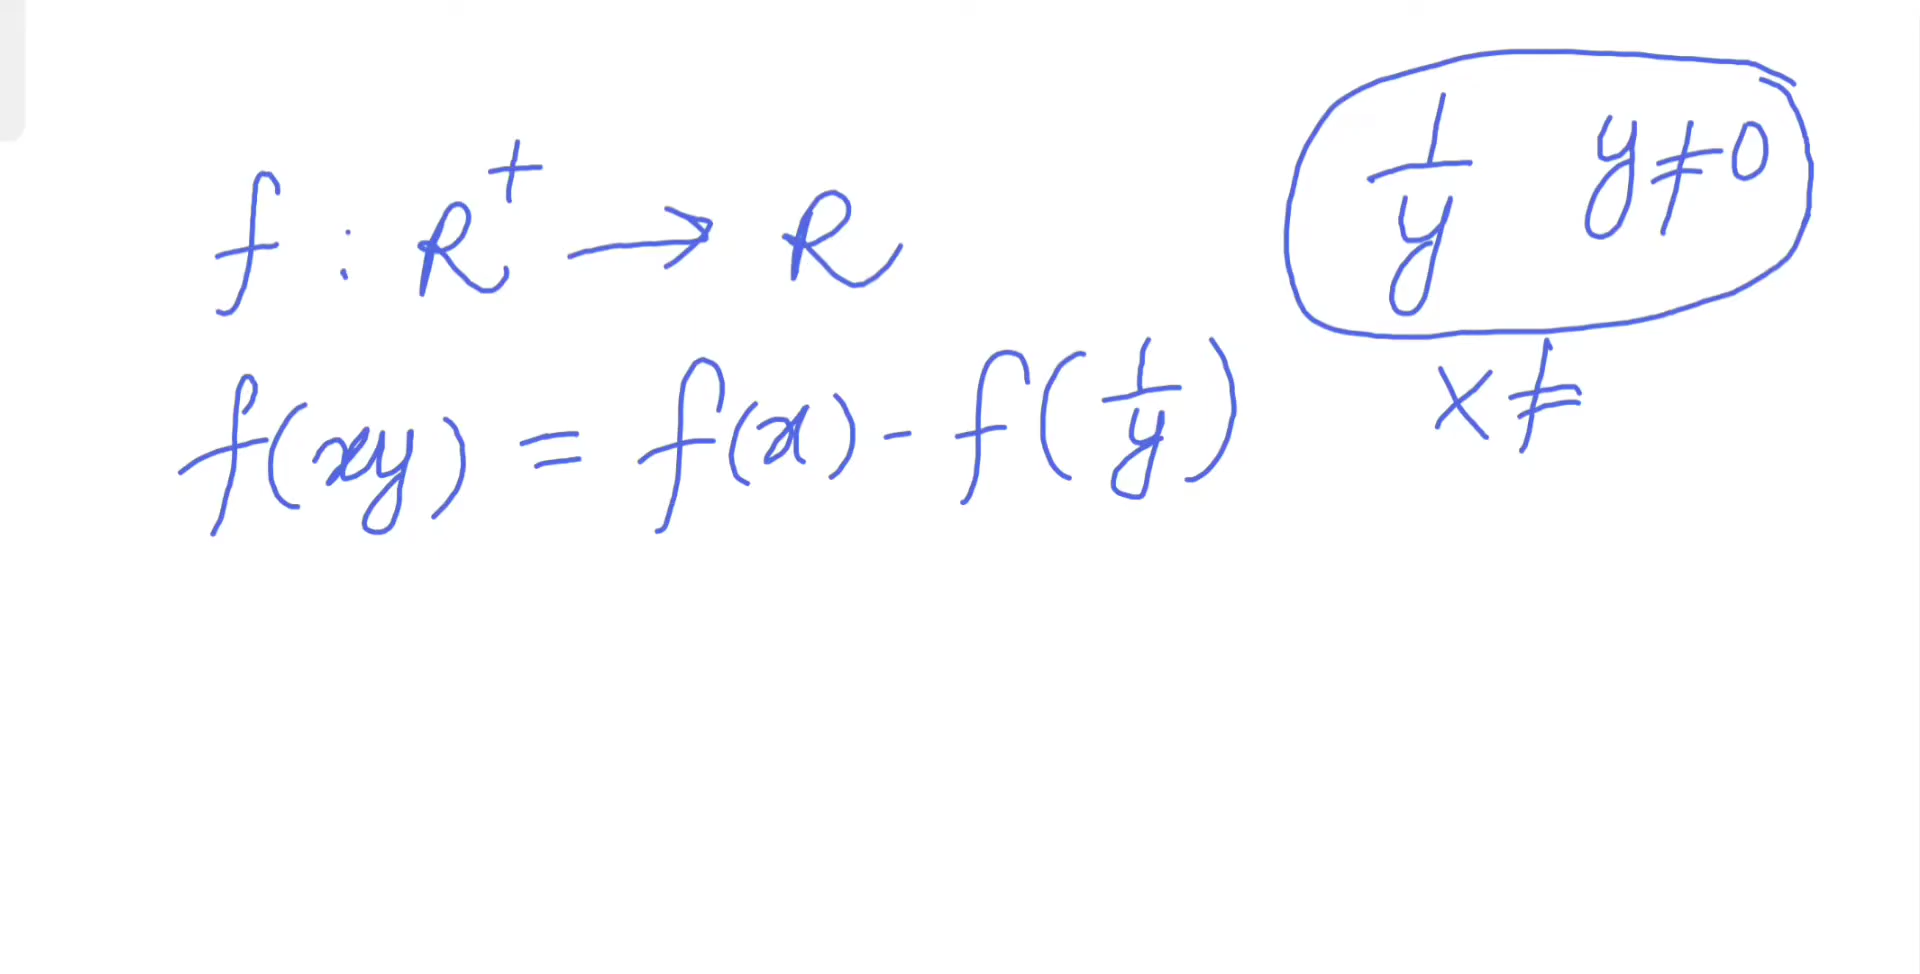 f : R⁺ → R
1/y y≠0
f(xy) = f(x) - f(1/y)
x≠